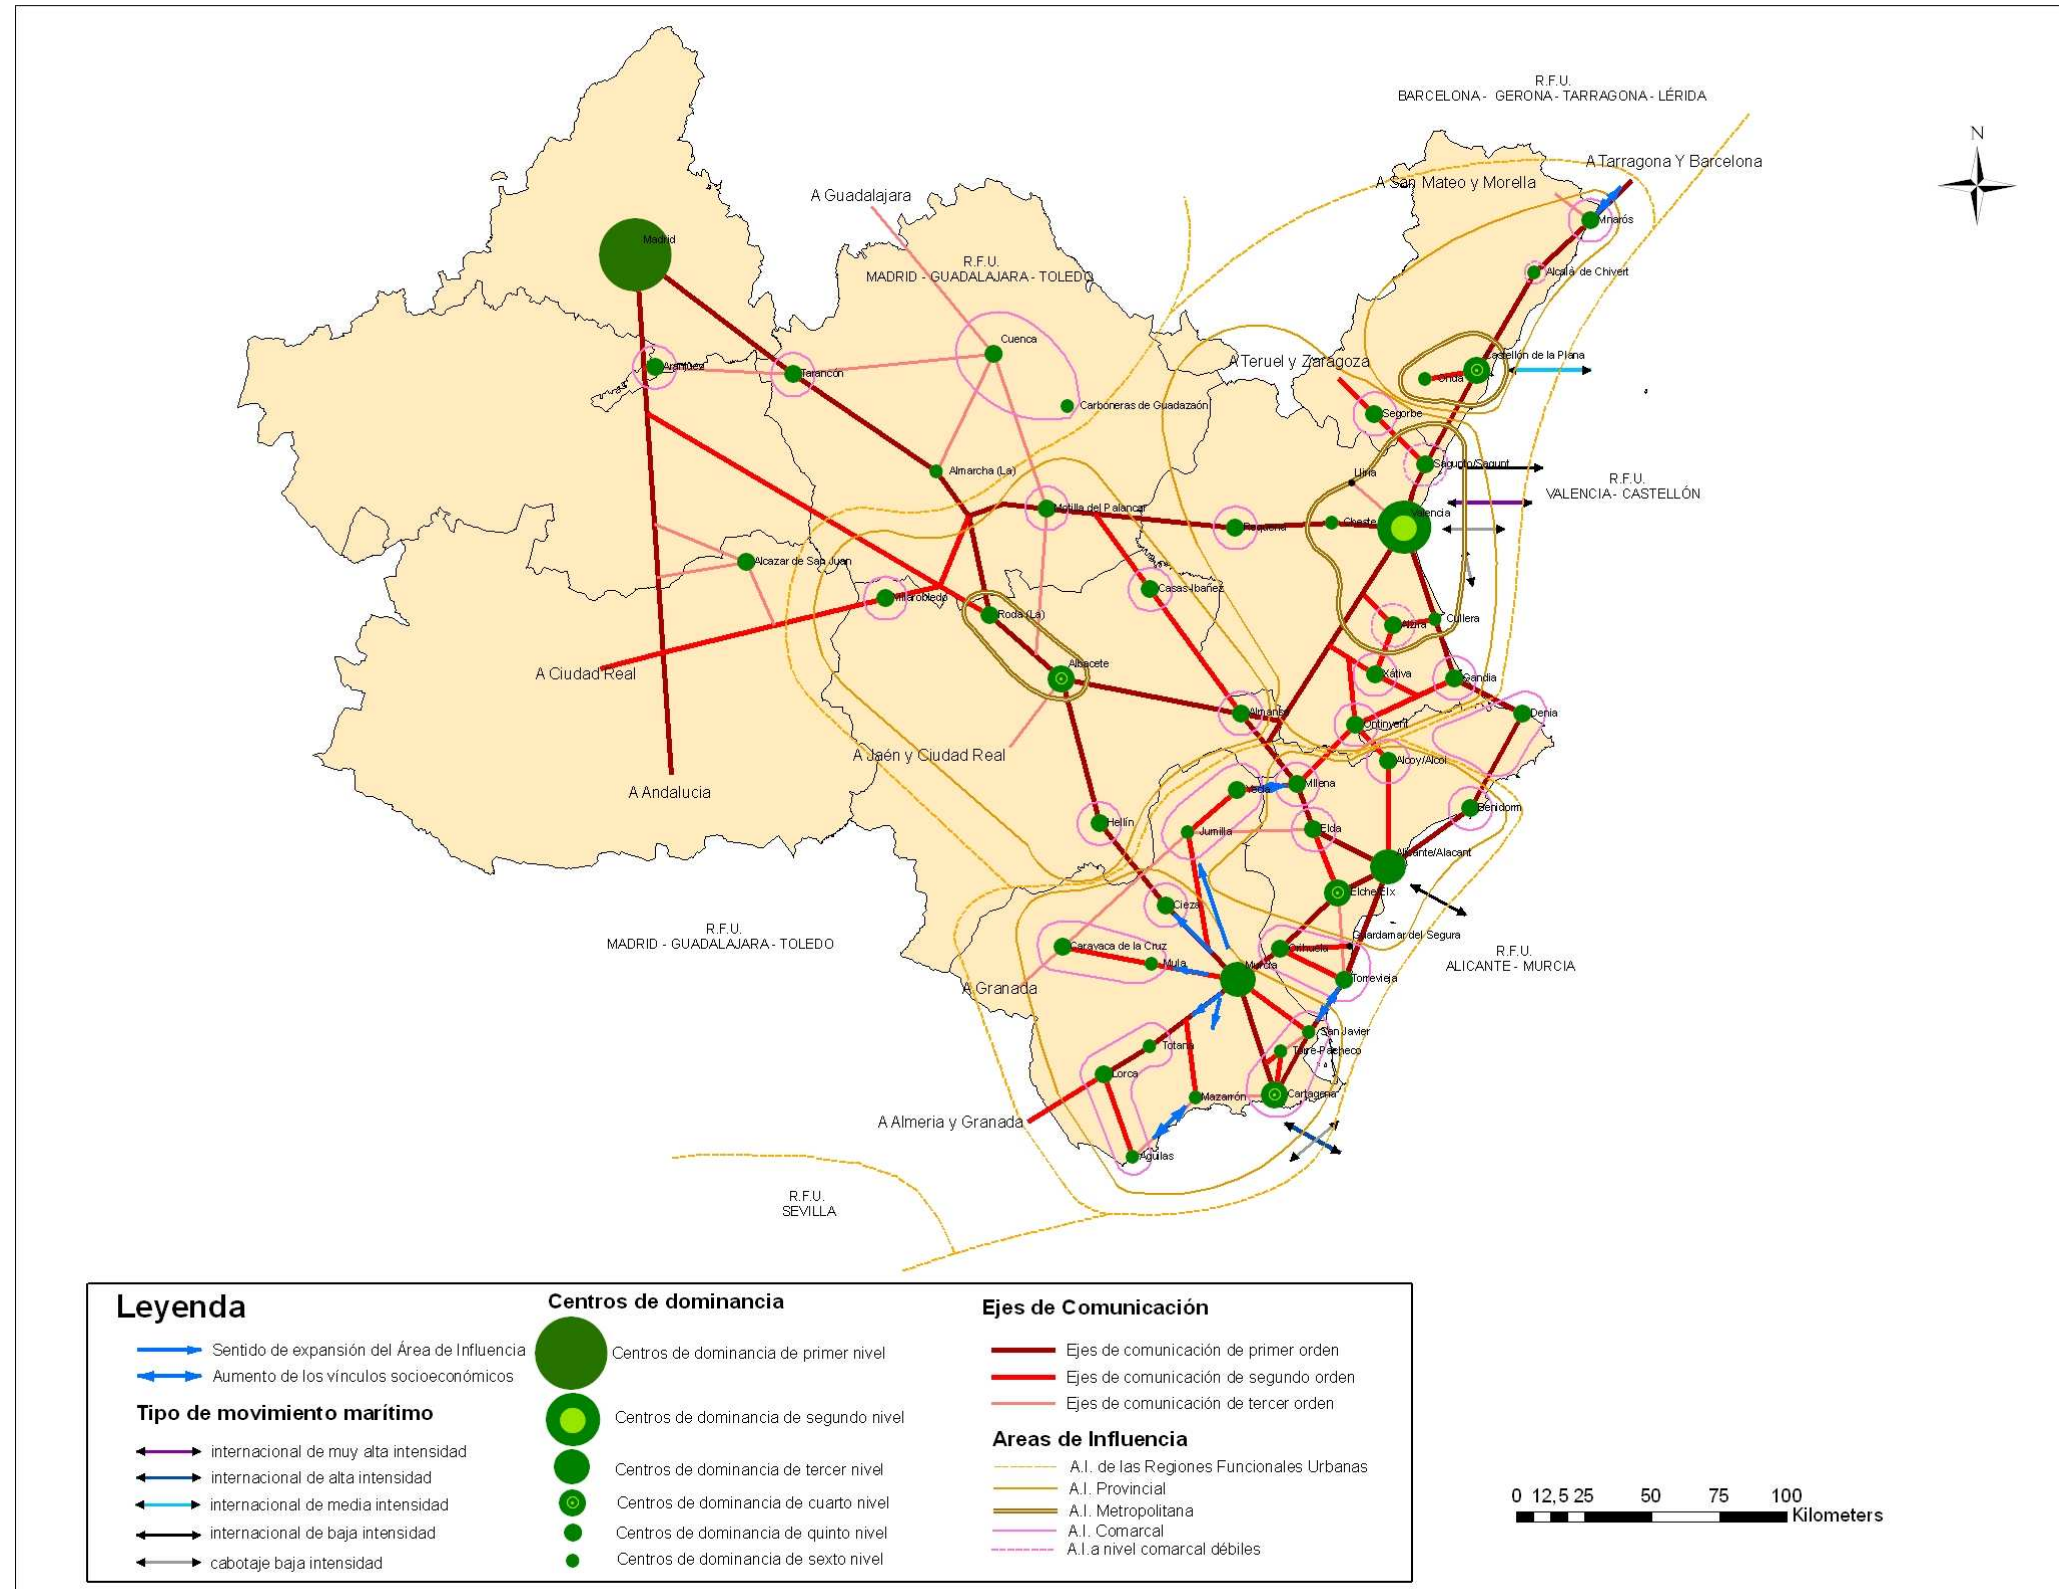 R.F.U.
BARCELONA - GERONA - TARRAGONA - LÉRIDA
N
A Tarragona Y Barcelona
A San Mateo y Morella
A Guadalajara
Vinarós
Madrid
R.F.U.
MADRID - GUADALAJARA - TOLEDO
Alcalà de Chivert
Cuenca
Castellón de la Plana
A Teruel y Zaragoza
Aranjuez
Tarancón
Onda
Carboneras de Guadazaón
Segorbe
Almarcha (La)
Sagunto/Sagunt
Lliria
R.F.U.
VALENCIA - CASTELLÓN
Motilla del Palancar
Valencia
Requena
Cheste
Alcazar de San Juan
Casas-Ibañez
Villarrobledo
Roda (La)
Cullera
Alzira
Albacete
A Ciudad Real
Xátiva
Gandia
Almansa
Denia
Ontinyent
A Jaén y Ciudad Real
Alcoy/Alcoi
A Andalucia
Yecla
Villena
Benidorm
Hellín
Jumilla
Elda
Alicante/Alacant
Elche/Elx
Cieza
R.F.U.
MADRID - GUADALAJARA - TOLEDO
Guardamar del Segura
Caravaca de la Cruz
Orihuela
R.F.U.
ALICANTE - MURCIA
Mula
Murcia
Torrevieja
A Granada
San Javier
Totana
Torre-Pacheco
Lorca
Mazarrón
Cartagena
A Almeria y Granada
Aguilas
R.F.U.
SEVILLA
Leyenda
Sentido de expansión del Área de Influencia
Aumento de los vínculos socioeconómicos
Tipo de movimiento marítimo
internacional de muy alta intensidad
internacional de alta intensidad
internacional de media intensidad
internacional de baja intensidad
cabotaje baja intensidad
Centros de dominancia
Centros de dominancia de primer nivel
Centros de dominancia de segundo nivel
Centros de dominancia de tercer nivel
Centros de dominancia de cuarto nivel
Centros de dominancia de quinto nivel
Centros de dominancia de sexto nivel
Ejes de Comunicación
Ejes de comunicación de primer orden
Ejes de comunicación de segundo orden
Ejes de comunicación de tercer orden
Areas de Influencia
A.I. de las Regiones Funcionales Urbanas
A.I. Provincial
A.I. Metropolitana
A.I. Comarcal
A.I.a nivel comarcal débiles
0 12,5 25 50 75 100
Kilometers